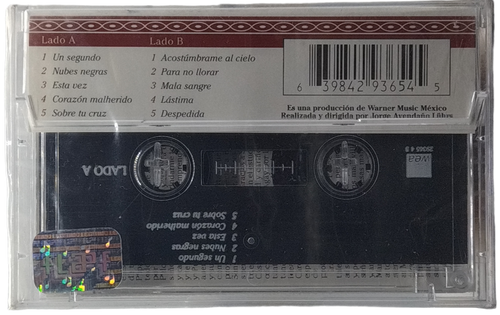 Lado A
1 Un segundo
2 Nubes negras
3 Esta vez
4 Corazón malherido
5 Sobre tu cruz
Lado B
1 Acostúmbrame al cielo
2 Para no llorar
3 Mala sangre
4 Lástima
5 Despedida
6 39842 93654 5
Es una producción de Warner Music México
Realizada y dirigida por Jorge Avendaño Lührs
LADO A
wea
1 Un segundo
2 Nubes negras
3 Esta vez
4 Corazón malherido
5 Sobre tu cruz